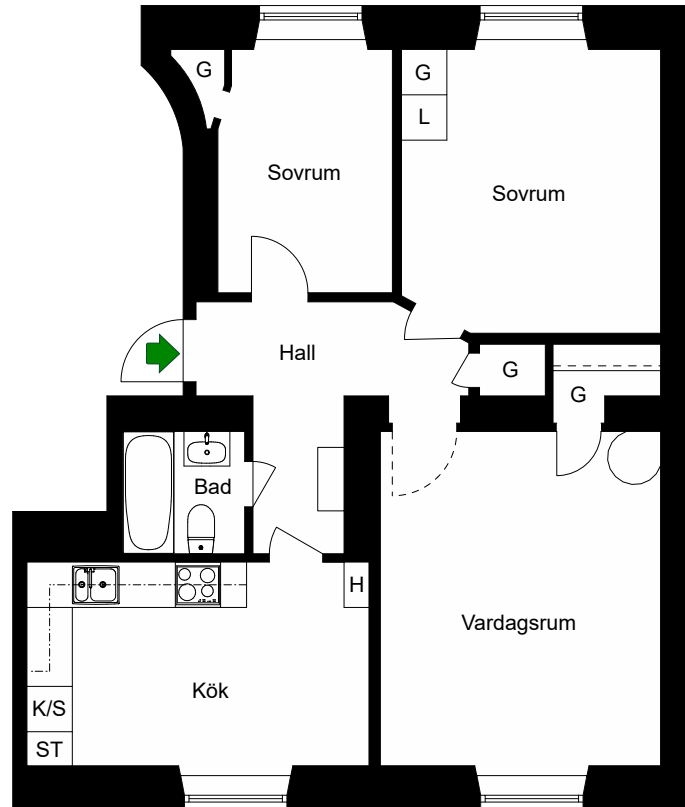 G
G
L
Sovrum
Sovrum
Hall
G
G
Bad
H
Vardagsrum
Kök
K/S
ST